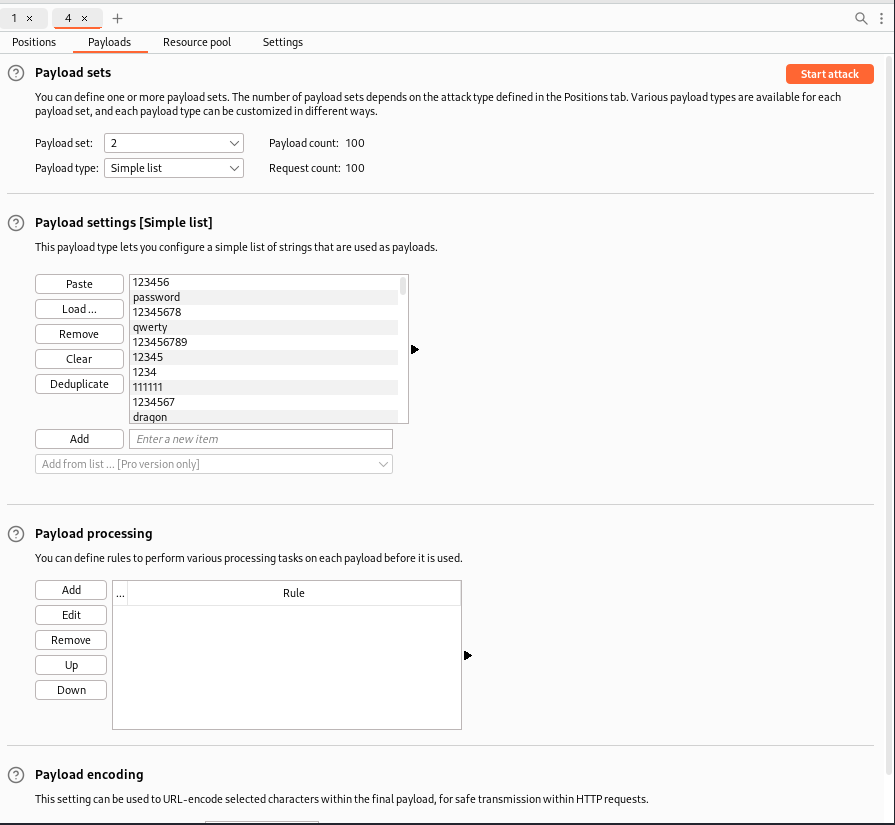 1 × 4 × +
Positions Payloads Resource pool Settings
? Payload sets Start attack
You can define one or more payload sets. The number of payload sets depends on the attack type defined in the Positions tab. Various payload types are available for each
payload set, and each payload type can be customized in different ways.
Payload set: 2 Payload count: 100
Payload type: Simple list Request count: 100
? Payload settings [Simple list]
This payload type lets you configure a simple list of strings that are used as payloads.
Paste
Load ...
Remove
Clear
Deduplicate
123456
password
12345678
qwerty
123456789
12345
1234
111111
1234567
dragon
Add Enter a new item
Add from list ... [Pro version only]
? Payload processing
You can define rules to perform various processing tasks on each payload before it is used.
Add
Edit
Remove
Up
Down
... Rule
? Payload encoding
This setting can be used to URL-encode selected characters within the final payload, for safe transmission within HTTP requests.